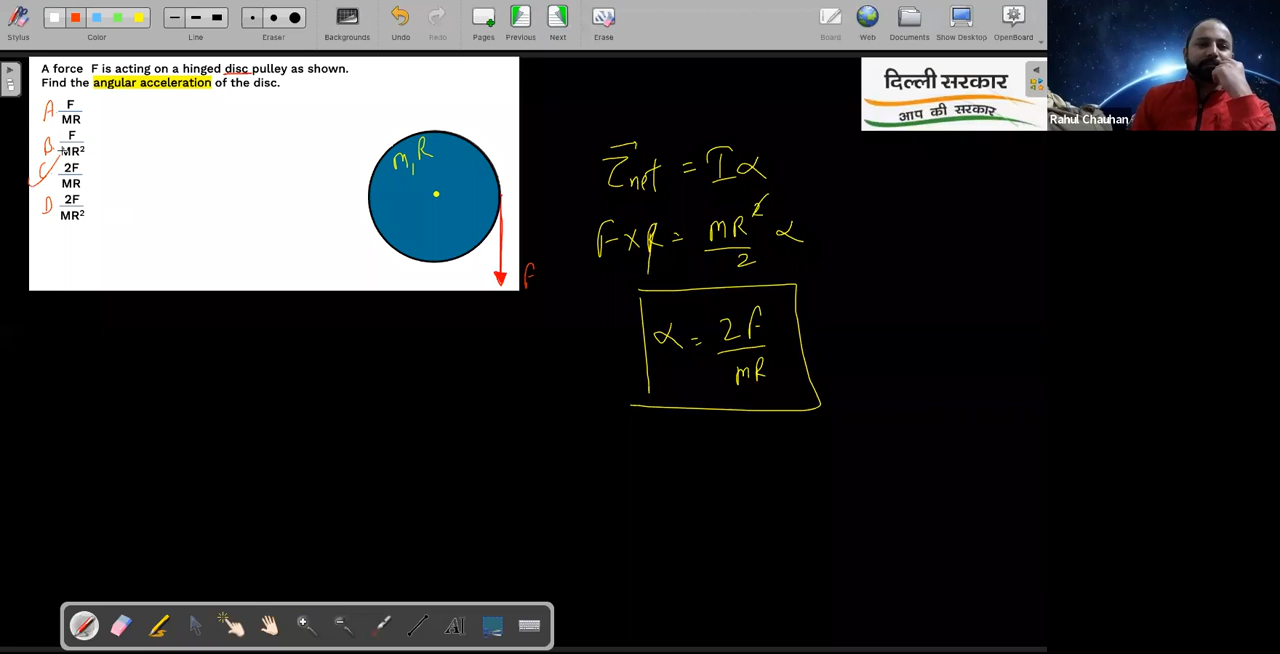 Stylus
Color
Line
Eraser
Backgrounds
Undo
Redo
Pages
Previous
Next
Erase
Board
Web
Documents
Show Desktop
OpenBoard
A force F is acting on a hinged disc pulley as shown.
Find the angular acceleration of the disc.
A F/MR
B F/MR²
C 2F/MR
D 2F/MR²
M, R
F
दिल्ली सरकार
आप की सरकार
Rahul Chauhan
τnet = Iα
F x R = MR²/2 α
α = 2F/MR
AI